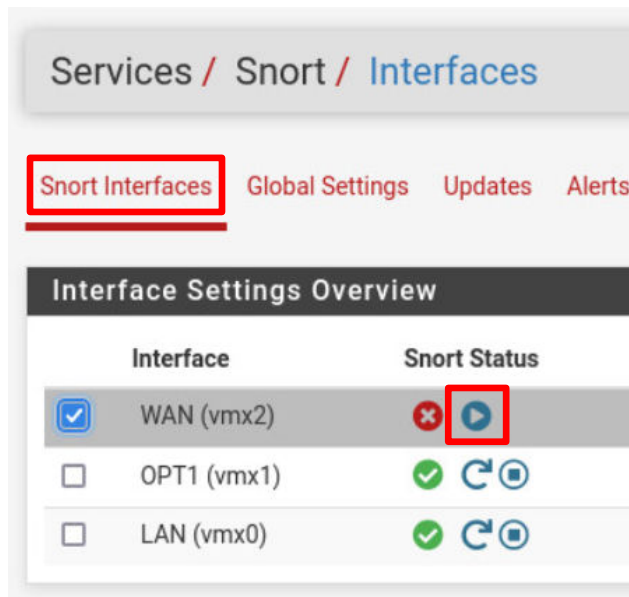 Services / Snort / Interfaces
Snort Interfaces Global Settings Updates Alerts
Interface Settings Overview
Interface Snort Status
WAN (vmx2)
OPT1 (vmx1)
LAN (vmx0)